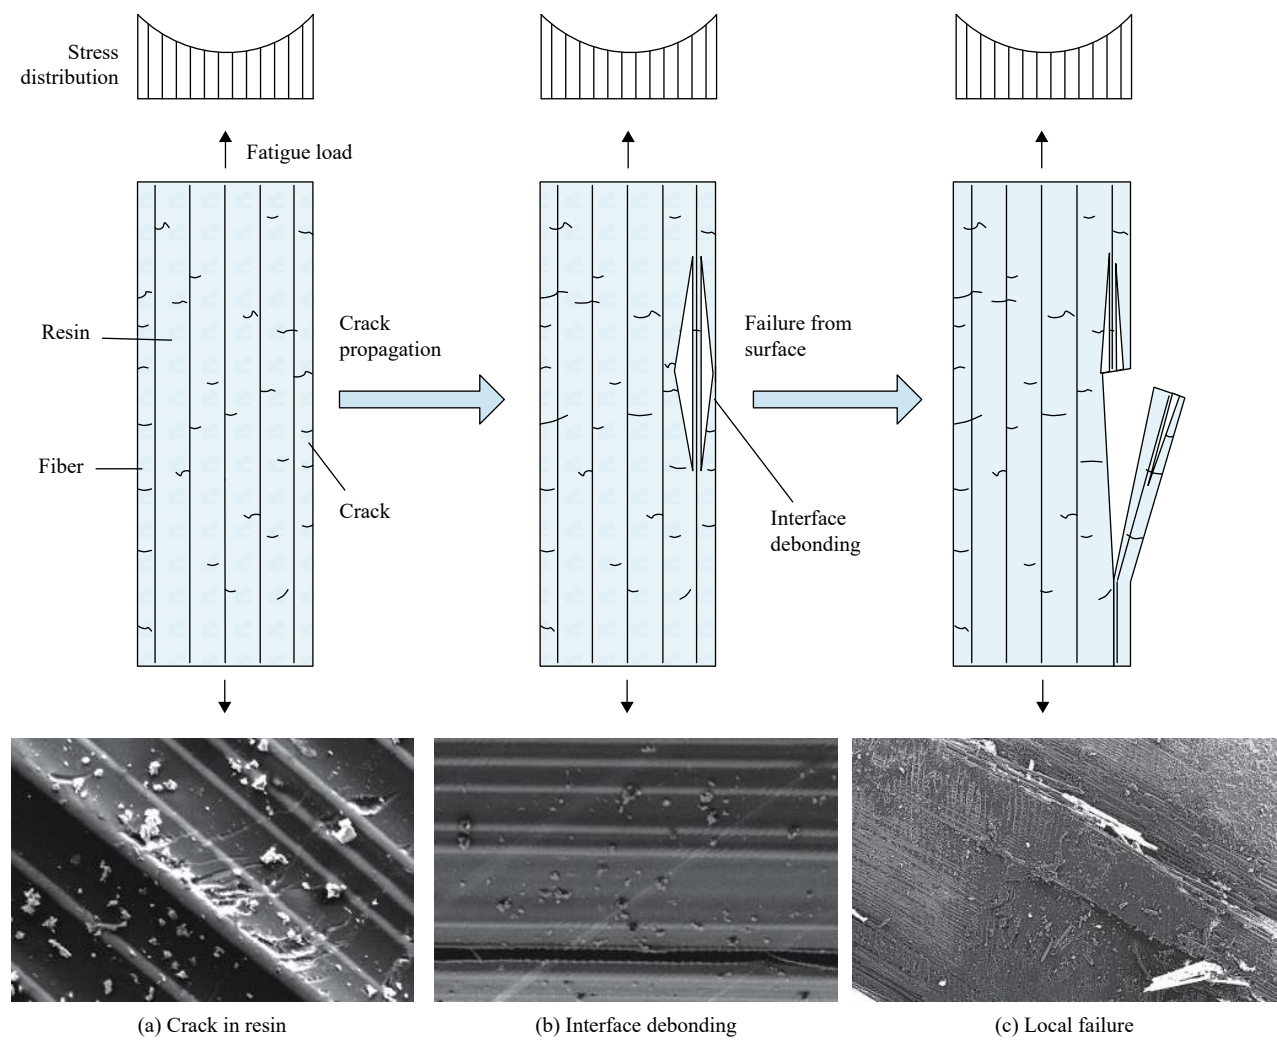 Stress
distribution
Fatigue load
Resin
Fiber
Crack
propagation
Crack
Failure from
surface
Interface
debonding
(a) Crack in resin
(b) Interface debonding
(c) Local failure